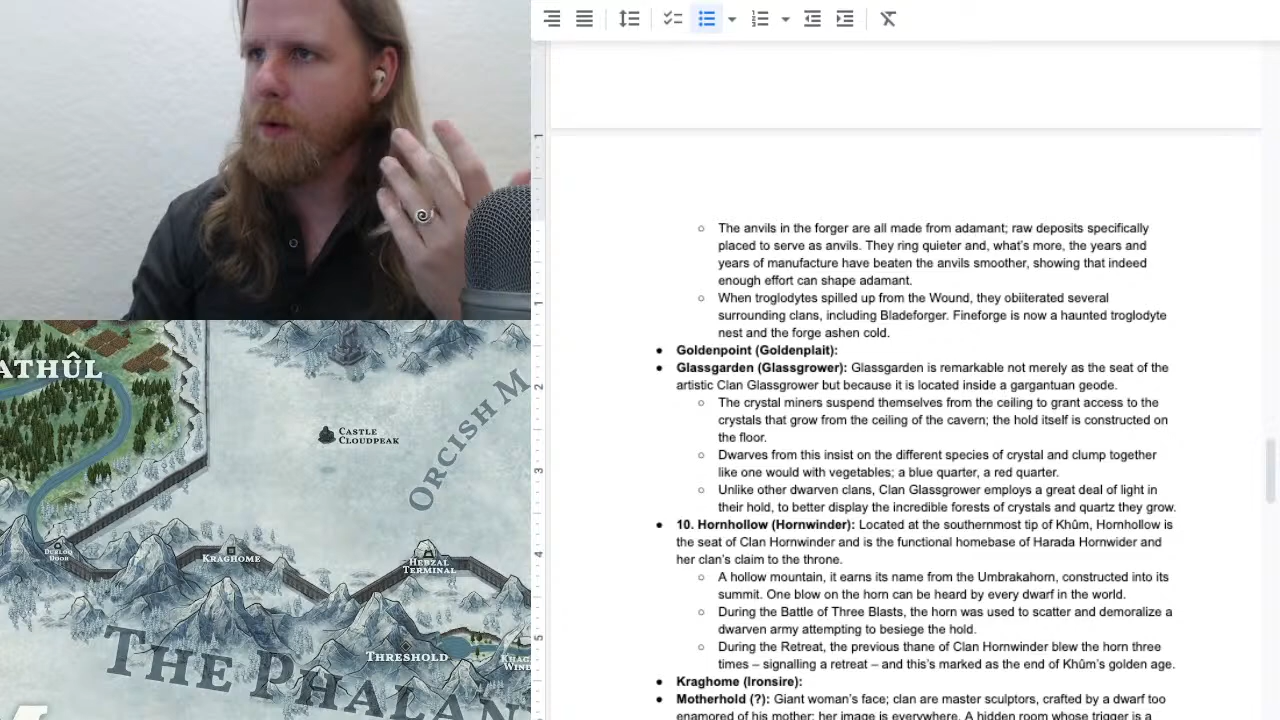 The anvils in the forger are all made from adamant; raw deposits specifically
placed to serve as anvils. They ring quieter and, what's more, the years and
years of manufacture have beaten the anvils smoother, showing that indeed
enough effort can shape adamant.
When troglodytes spilled up from the Wound, they obliterated several
surrounding clans, including Bladeforger. Fineforge is now a haunted troglodyte
nest and the forge ashen cold.
Goldenpoint (Goldenplait):
Glassgarden (Glassgrower): Glassgarden is remarkable not merely as the seat of the
artistic Clan Glassgrower but because it is located inside a gargantuan geode.
The crystal miners suspend themselves from the ceiling to grant access to the
crystals that grow from the ceiling of the cavern; the hold itself is constructed on
the floor.
Dwarves from this insist on the different species of crystal and clump together
like one would with vegetables; a blue quarter, a red quarter.
Unlike other dwarven clans, Clan Glassgrower employs a great deal of light in
their hold, to better display the incredible forests of crystals and quartz they grow.
10. Hornhollow (Hornwinder): Located at the southernmost tip of Khûm, Hornhollow is
the seat of Clan Hornwinder and is the functional homebase of Harada Hornwider and
her clan's claim to the throne.
A hollow mountain, it earns its name from the Umbrakahorn, constructed into its
summit. One blow on the horn can be heard by every dwarf in the world.
During the Battle of Three Blasts, the horn was used to scatter and demoralize a
dwarven army attempting to besiege the hold.
During the Retreat, the previous thane of Clan Hornwinder blew the horn three
times – signalling a retreat – and this's marked as the end of Khûm's golden age.
Kraghome (Ironsire):
Motherhold (?): Giant woman's face; clan are master sculptors, crafted by a dwarf too
enamored of his mother; her image is everywhere. A hidden room whose trigger is a
1
1
2
3
4
5
ATHÛL
CASTLE
CLOUDPEAK
ORCISH M
DOOR
KRAGHOME
HEBZAL
TERMINAL
THRESHOLD
THE PHALAN